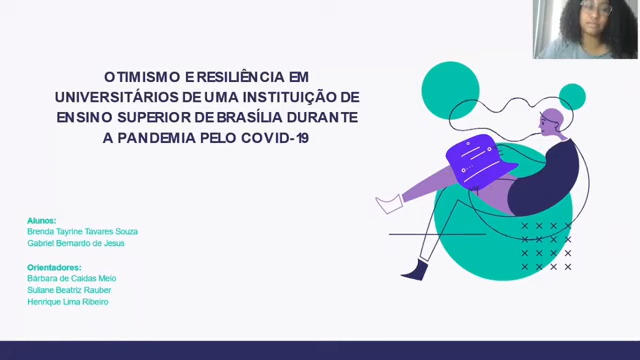 OTIMISMO E RESILIÊNCIA EM
UNIVERSITÁRIOS DE UMA INSTITUIÇÃO DE
ENSINO SUPERIOR DE BRASÍLIA DURANTE
A PANDEMIA PELO COVID-19
Alunos:
Brenda Tayrine Tavares Souza
Gabriel Bernardo de Jesus
Orientadores:
Bárbara de Caldas Melo
Suliane Beatriz Rauber
Henrique Lima Ribeiro